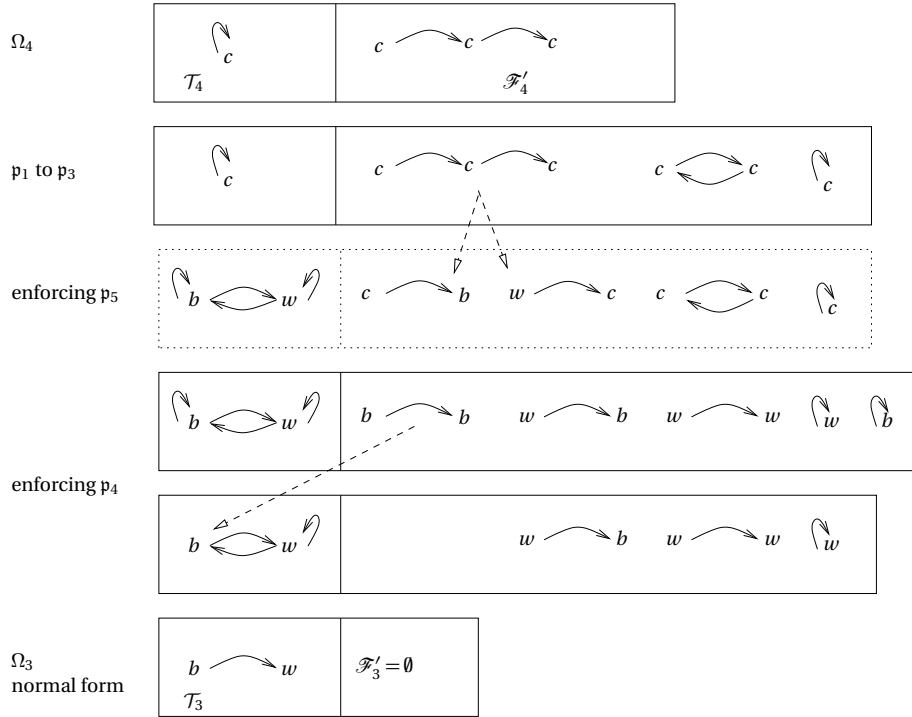 Ω₄
c
c c c
𝒯₄ ℱ′₄
𝔭₁ to 𝔭₃
c
c c c c c c
enforcing 𝔭₅
b w c b w c c c c
b w b b w b w w w b
enforcing 𝔭₄
b w w b w w w
Ω₃
normal form
b w ℱ′₃ = ∅
𝒯₃